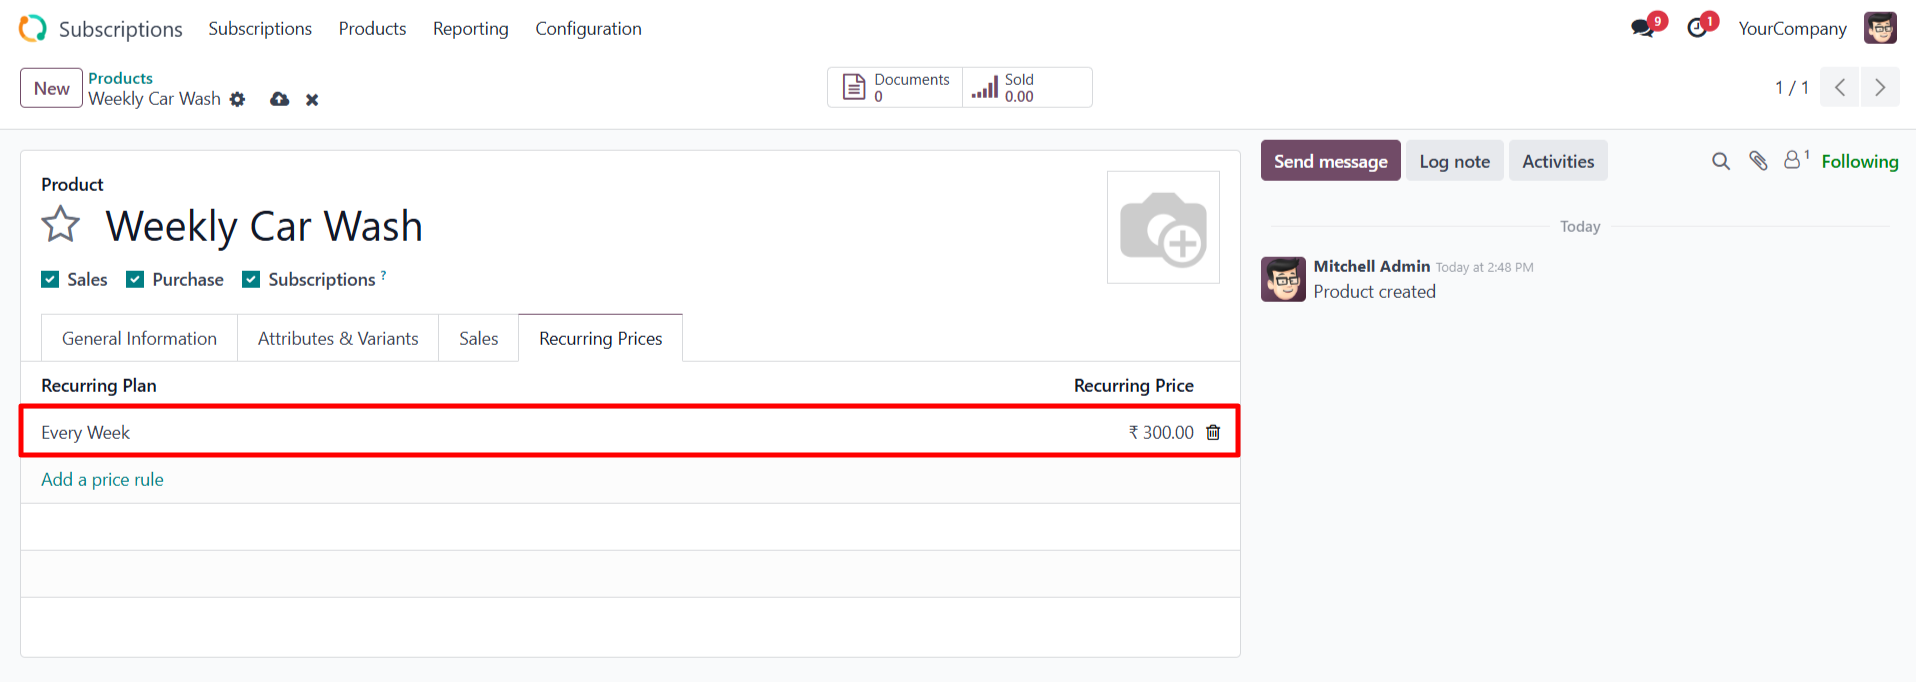 Subscriptions Subscriptions Products Reporting Configuration 9 1 YourCompany
New Products Weekly Car Wash
Documents 0
Sold 0.00
1 / 1
Product
Weekly Car Wash
Sales Purchase Subscriptions ?
General Information Attributes & Variants Sales Recurring Prices
Recurring Plan Recurring Price
Every Week ₹ 300.00
Add a price rule
Send message Log note Activities 1 Following
Today
Mitchell Admin Today at 2:48 PM
Product created